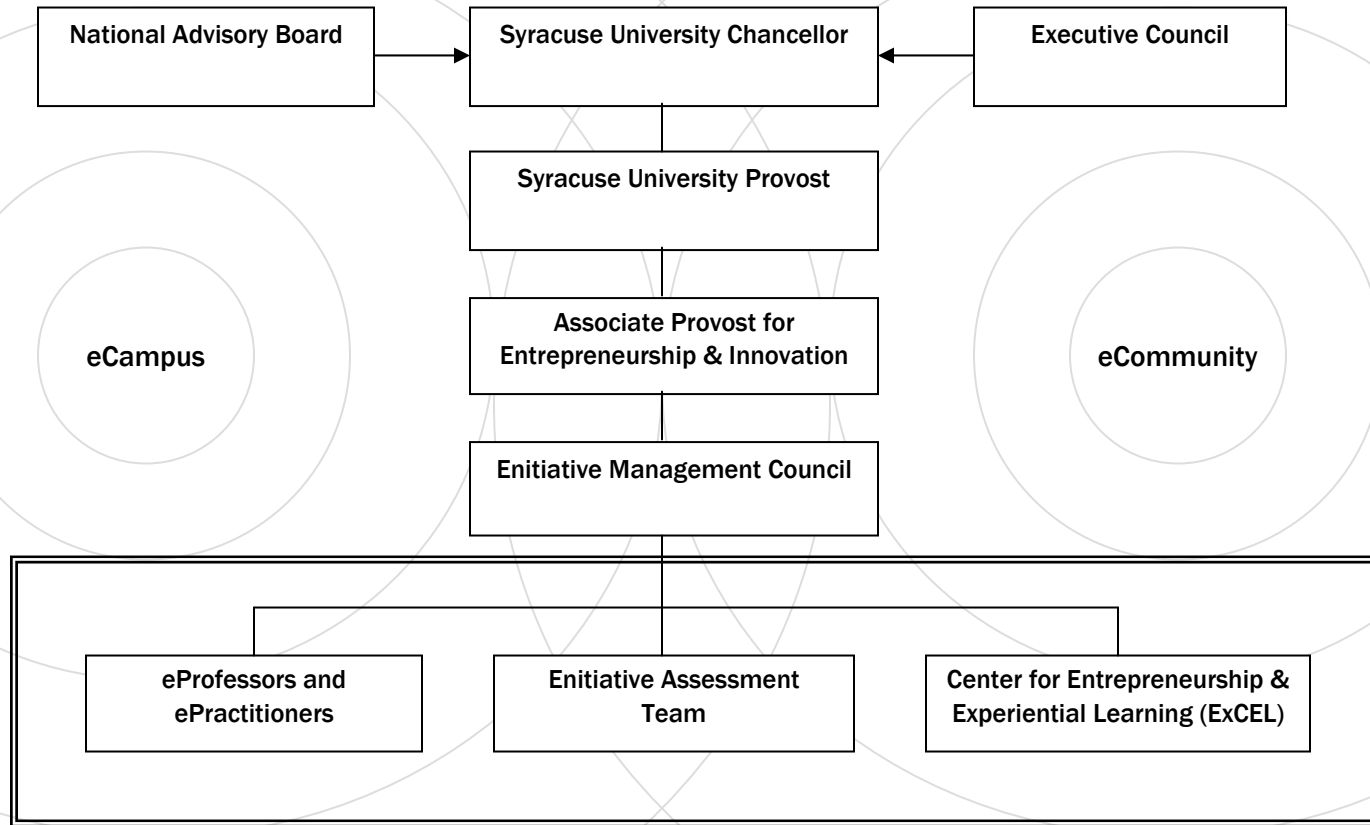 National Advisory Board
Syracuse University Chancellor
Executive Council
Syracuse University Provost
Associate Provost for
Entrepreneurship & Innovation
eCampus
eCommunity
Enitiative Management Council
eProfessors and
ePractitioners
Enitiative Assessment
Team
Center for Entrepreneurship &
Experiential Learning (ExCEL)